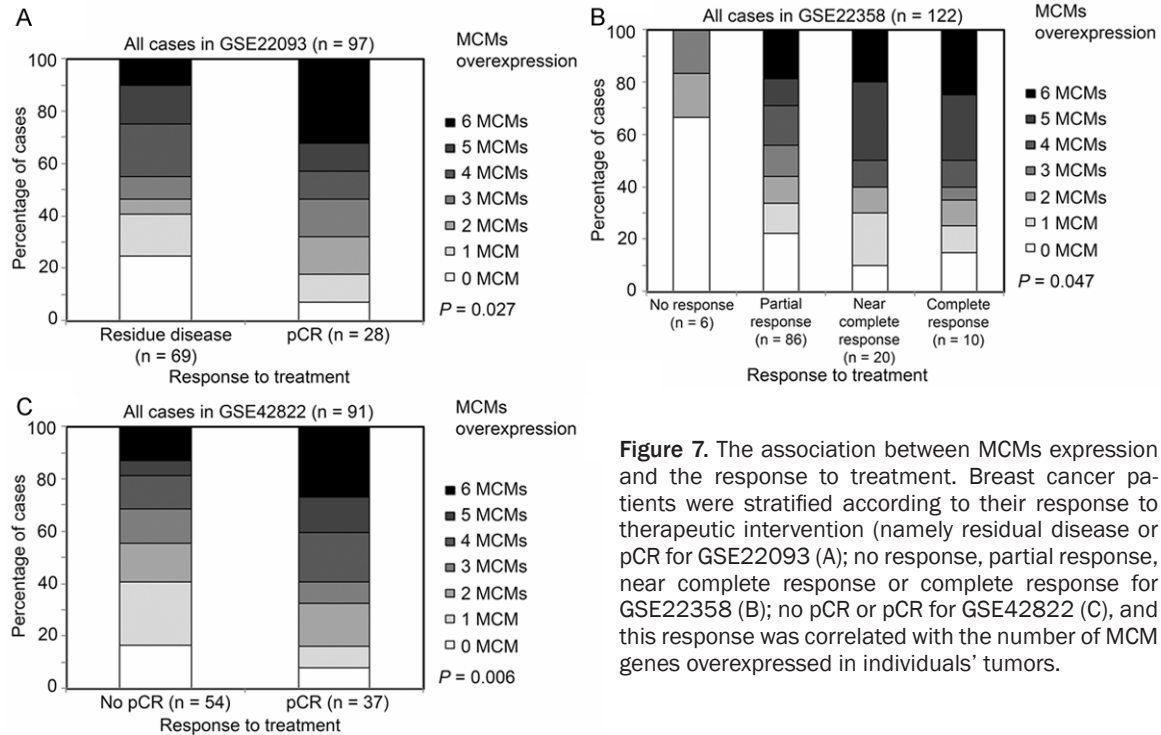 A
All cases in GSE22093 (n = 97)
MCMs
overexpression
Percentage of cases
100
80
60
40
20
0
6 MCMs
5 MCMs
4 MCMs
3 MCMs
2 MCMs
1 MCM
0 MCM
P = 0.027
Residue disease
(n = 69)
pCR (n = 28)
Response to treatment
B
All cases in GSE22358 (n = 122)
MCMs
overexpression
Percentage of cases
100
80
60
40
20
0
6 MCMs
5 MCMs
4 MCMs
3 MCMs
2 MCMs
1 MCM
0 MCM
P = 0.047
No response
(n = 6)
Partial
response
(n = 86)
Near
complete
response
(n = 20)
Complete
response
(n = 10)
Response to treatment
C
All cases in GSE42822 (n = 91)
MCMs
overexpression
Percentage of cases
100
80
60
40
20
0
6 MCMs
5 MCMs
4 MCMs
3 MCMs
2 MCMs
1 MCM
0 MCM
P = 0.006
No pCR (n = 54)
pCR (n = 37)
Response to treatment
Figure 7. The association between MCMs expression
and the response to treatment. Breast cancer pa-
tients were stratified according to their response to
therapeutic intervention (namely residual disease or
pCR for GSE22093 (A); no response, partial response,
near complete response or complete response for
GSE22358 (B); no pCR or pCR for GSE42822 (C), and
this response was correlated with the number of MCM
genes overexpressed in individuals' tumors.